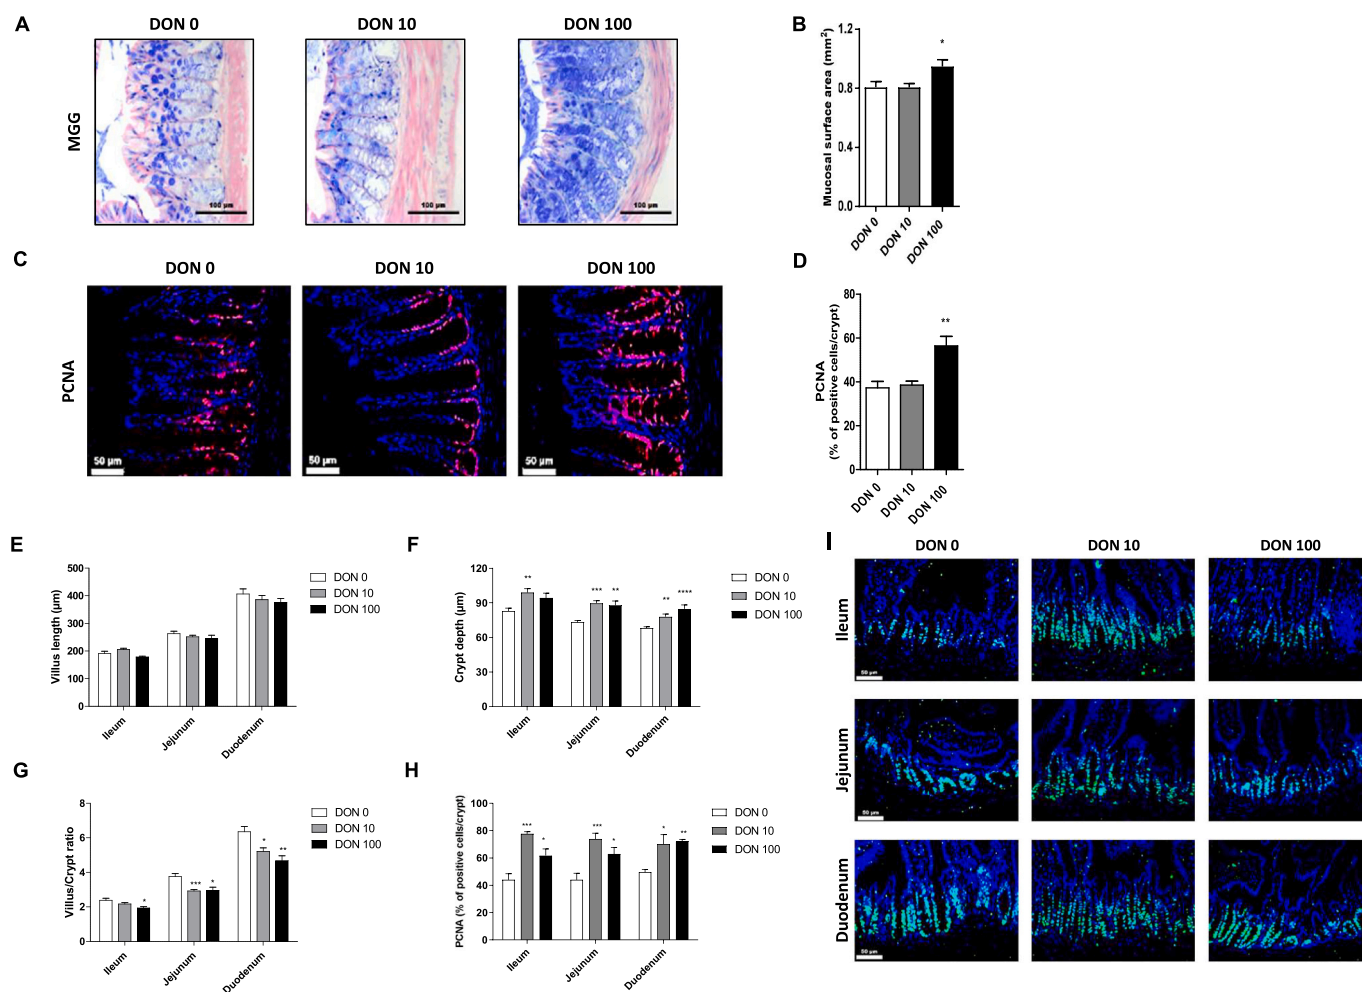 A
DON 0
DON 10
DON 100
MGG
100 µm
100 µm
100 µm
B
Mucosal surface area (mm²)
1.2
0.8
0.4
0.0
*
DON 0
DON 10
DON 100
C
DON 0
DON 10
DON 100
PCNA
50 µm
50 µm
50 µm
D
PCNA
(% of positive cells/crypt)
80
60
40
20
0
**
DON 0
DON 10
DON 100
E
Villus length (µm)
500
400
300
200
100
0
Ileum
Jejunum
Duodenum
DON 0
DON 10
DON 100
F
Crypt depth (µm)
120
90
60
30
0
**
***
**
**
****
Ileum
Jejunum
Duodenum
DON 0
DON 10
DON 100
G
Villus/Crypt ratio
8
6
4
2
0
*
***
*
*
**
Ileum
Jejunum
Duodenum
DON 0
DON 10
DON 100
H
PCNA (% of positive cells/crypt)
100
80
60
40
20
0
***
*
***
*
*
**
Ileum
Jejunum
Duodenum
DON 0
DON 10
DON 100
I
DON 0
DON 10
DON 100
Ileum
50 µm
Jejunum
50 µm
Duodenum
50 µm